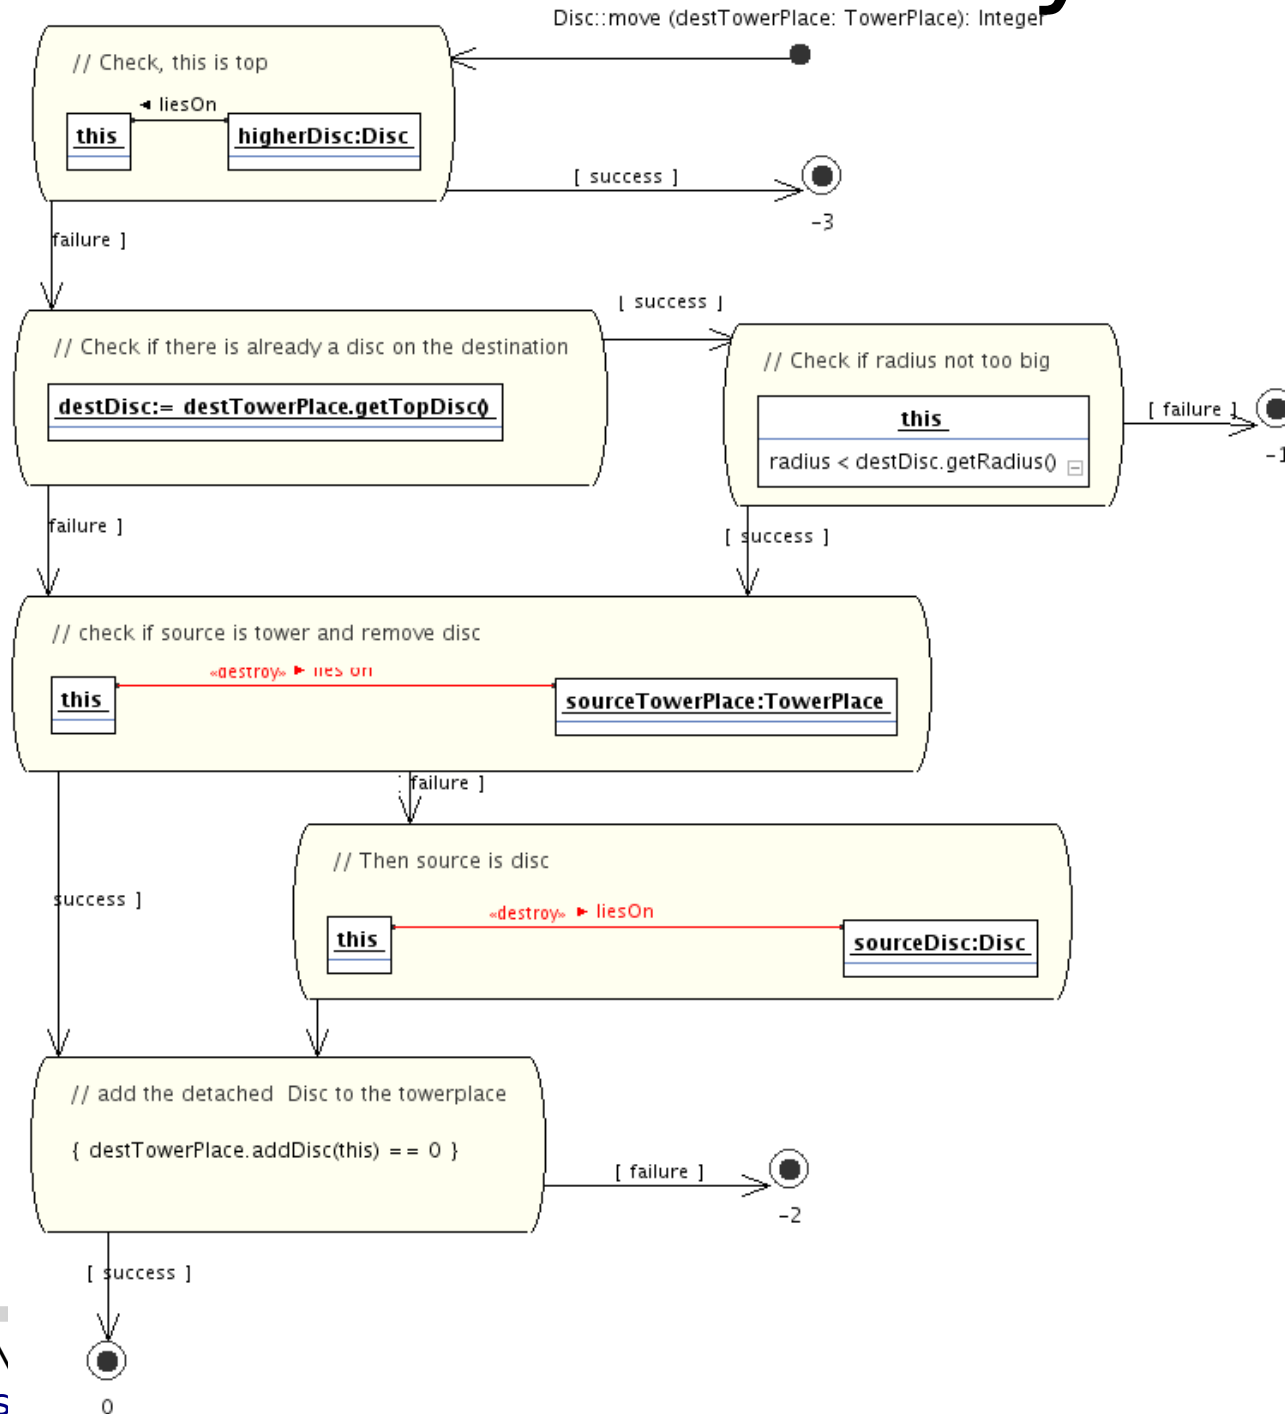 Disc::move (destTowerPlace: TowerPlace): Integer
// Check, this is top
◄ liesOn
this
higherDisc:Disc
[ success ]
-3
failure ]
[ success ]
// Check if there is already a disc on the destination
destDisc:= destTowerPlace.getTopDisc()
// Check if radius not too big
this
radius < destDisc.getRadius()
[ failure ]
-1
failure ]
[ success ]
// check if source is tower and remove disc
«destroy» ► lies on
this
sourceTowerPlace:TowerPlace
failure ]
success ]
// Then source is disc
«destroy» ► liesOn
this
sourceDisc:Disc
// add the detached  Disc to the towerplace
{ destTowerPlace.addDisc(this) == 0 }
[ failure ]
-2
[ success ]
0